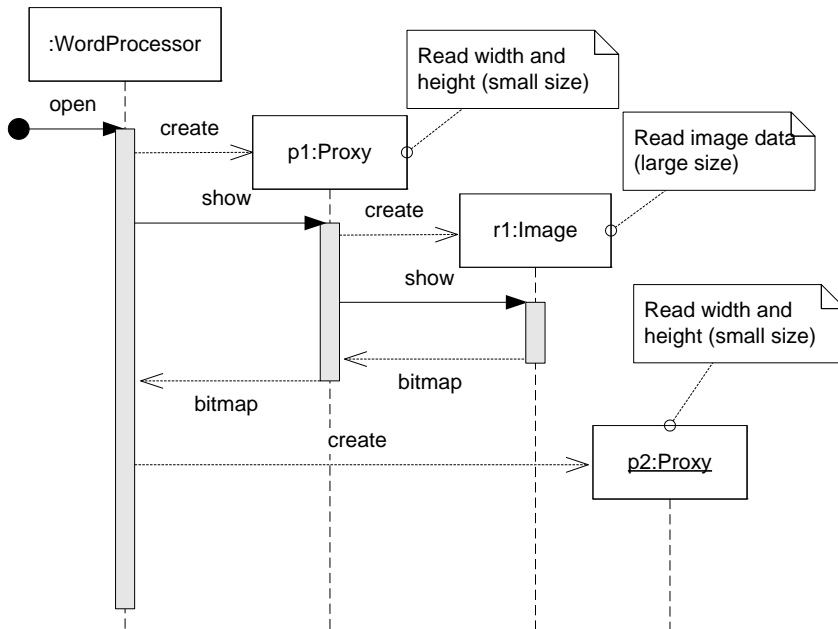 :WordProcessor
Read width and
height (small size)
open
create
p1:Proxy
Read image data
(large size)
show
create
r1:Image
show
Read width and
height (small size)
bitmap
bitmap
create
p2:Proxy